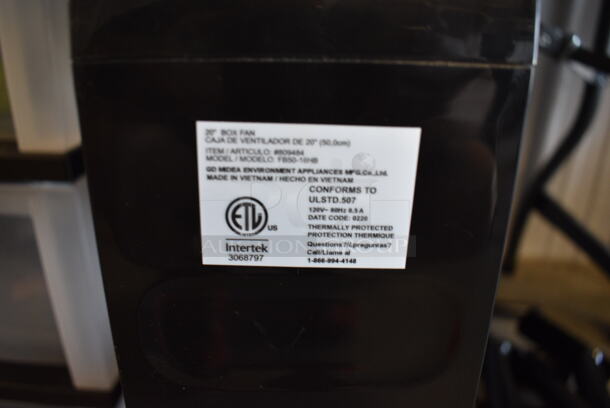 20" BOX FAN
CAJA DE VENTILADOR DE 20" (50,0cm)
ITEM / ARTICULO: #809484
MODEL / MODELO: FB50-16HB
GD MIDEA ENVIRONMENT APPLIANCES MFG.Co.,Ltd.
MADE IN VIETNAM / HECHO EN VIETNAM
CONFORMS TO
ULSTD.507
120V~ 60Hz 0.5 A
DATE CODE: 0220
THERMALLY PROTECTED
PROTECTION THERMIQUE
Questions?/¿preguntas?
Call/Llame al
1-866-994-4148
ETL
US
Intertek
3068797
AUCTION GROUP